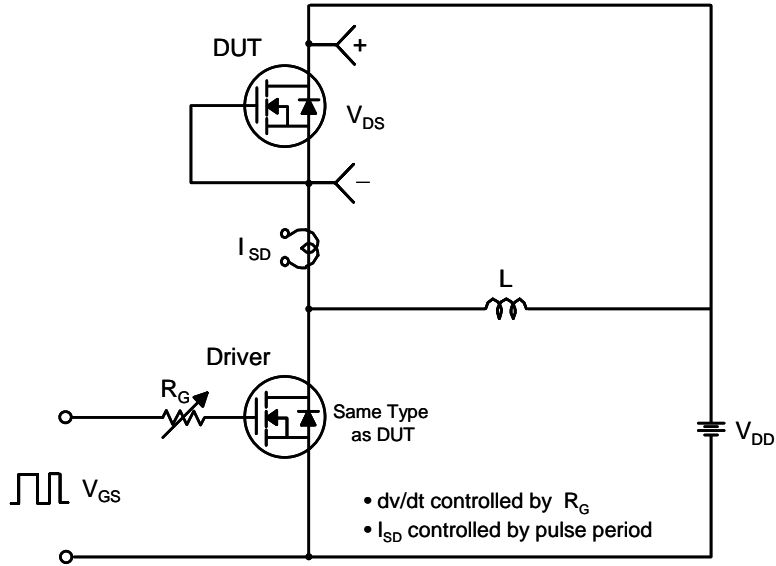 DUT
+
V_DS
–
I_SD
L
Driver
R_G
Same Type
as DUT
V_DD
V_GS
• dv/dt controlled by R_G
• I_SD controlled by pulse period